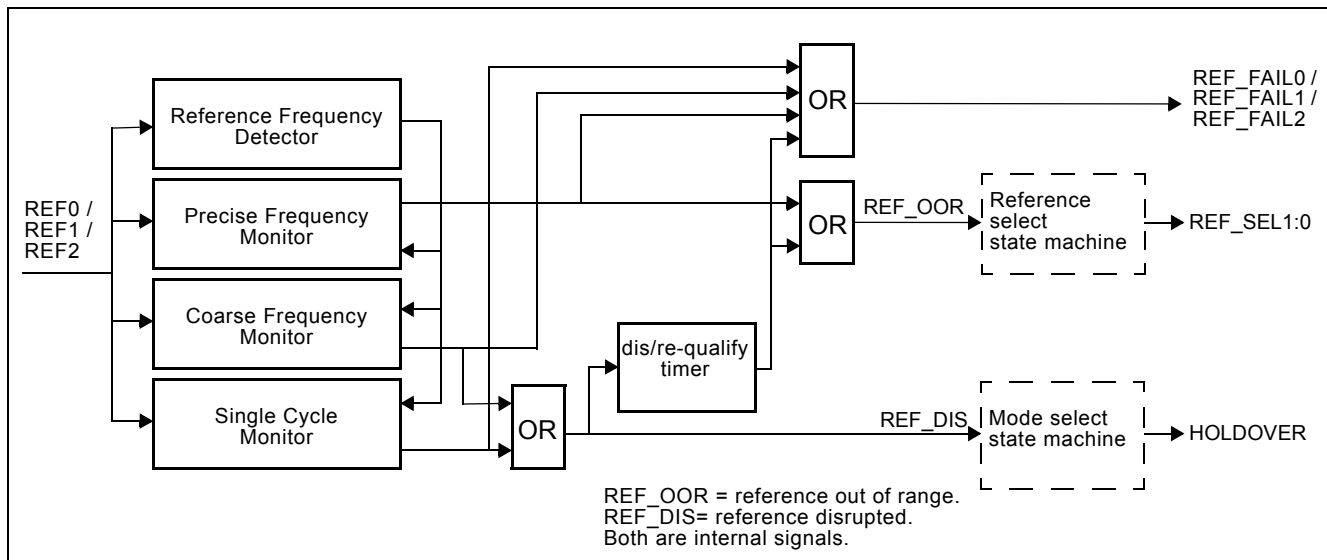 REF0 /
REF1 /
REF2
Reference Frequency
Detector
Precise Frequency
Monitor
Coarse Frequency
Monitor
Single Cycle
Monitor
OR
dis/re-qualify
timer
OR
OR
REF_FAIL0 /
REF_FAIL1 /
REF_FAIL2
REF_OOR
Reference
select
state machine
REF_SEL1:0
REF_DIS
Mode select
state machine
HOLDOVER
REF_OOR = reference out of range.
REF_DIS= reference disrupted.
Both are internal signals.